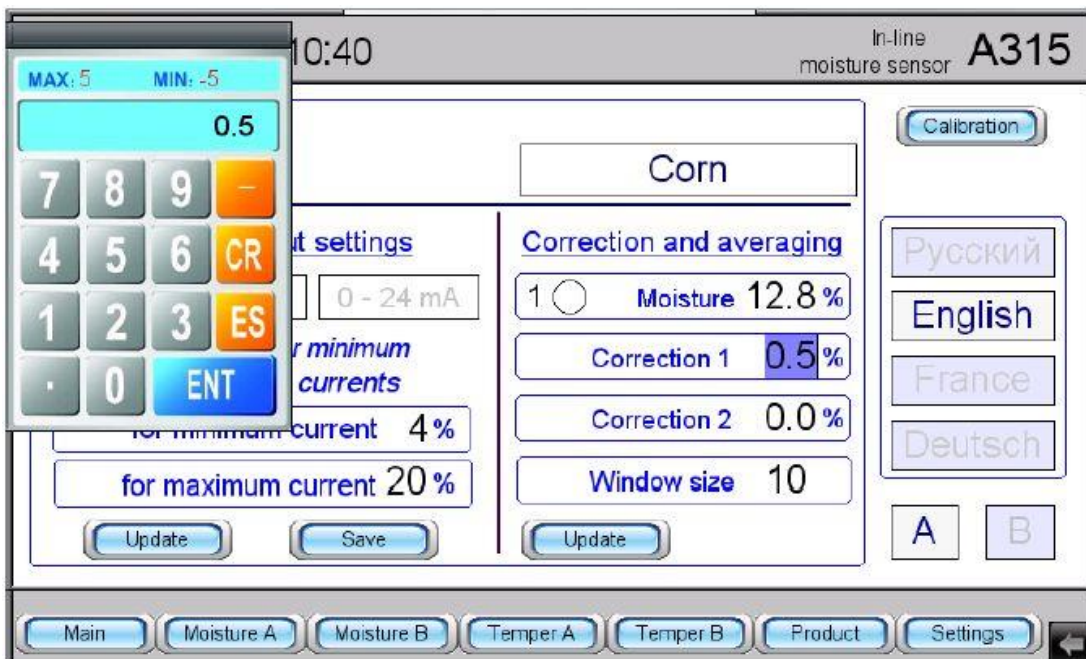 10:40
In-line
moisture sensor
A315
MAX: 5 MIN: -5
0.5
7 8 9 –
4 5 6 CR
1 2 3 ES
. 0 ENT
Calibration
Corn
settings
0 - 24 mA
minimum
currents
for minimum current 4 %
for maximum current 20 %
Update Save
Correction and averaging
1 Moisture 12.8 %
Correction 1 0.5 %
Correction 2 0.0 %
Window size 10
Update
Русский
English
France
Deutsch
A B
Main Moisture A Moisture B Temper A Temper B Product Settings